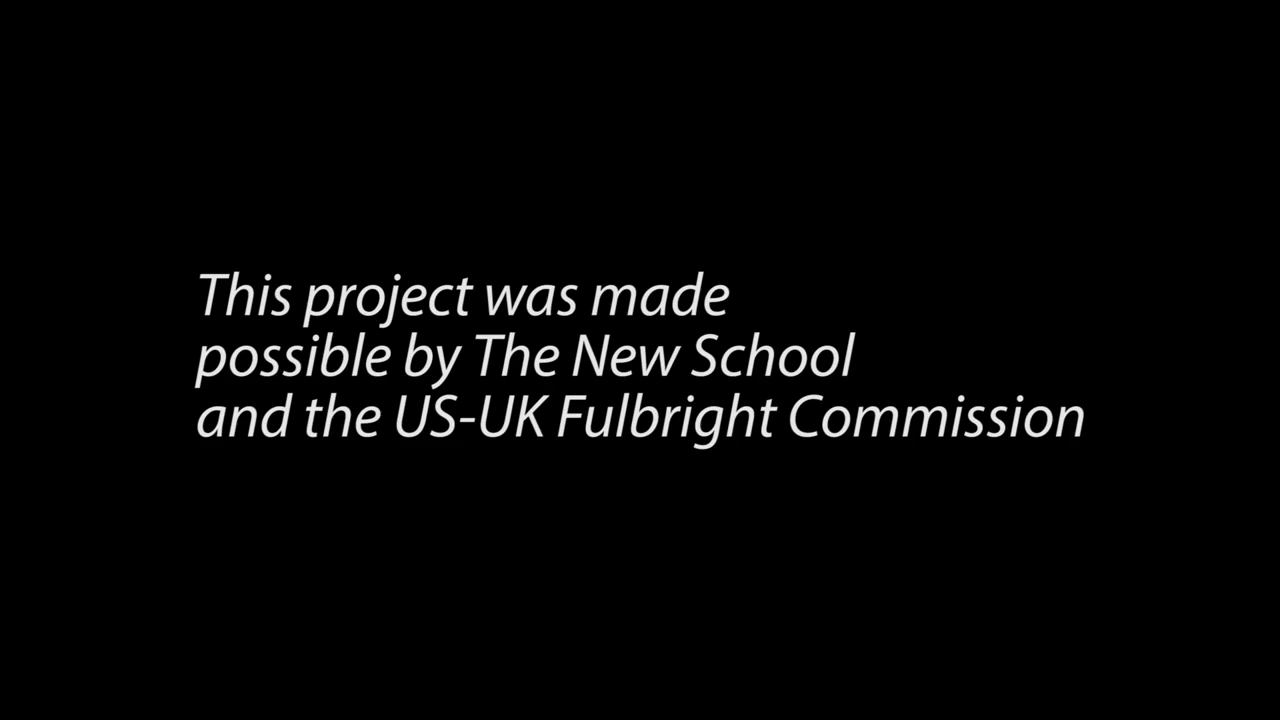 This project was made
possible by The New School
and the US-UK Fulbright Commission